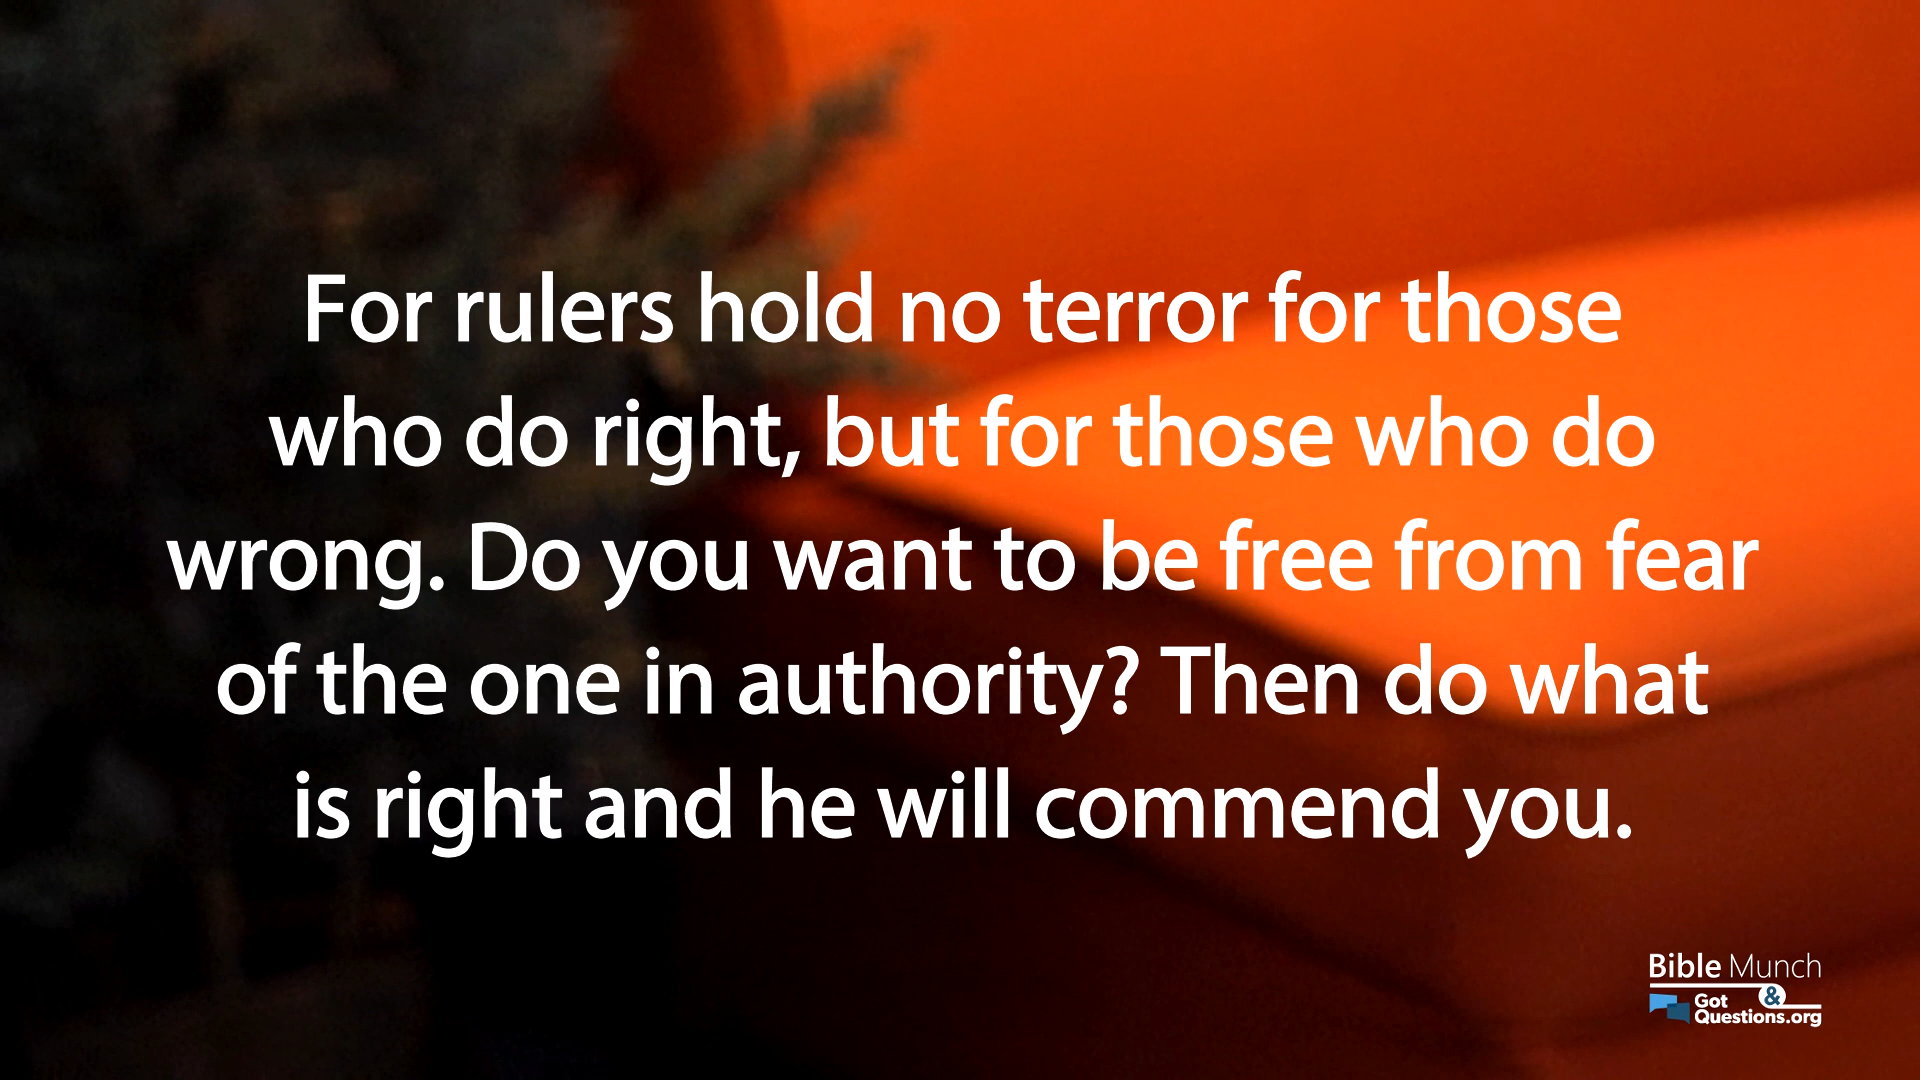 For rulers hold no terror for those
who do right, but for those who do
wrong. Do you want to be free from fear
of the one in authority? Then do what
is right and he will commend you.
Bible Munch
&
Got
Questions.org